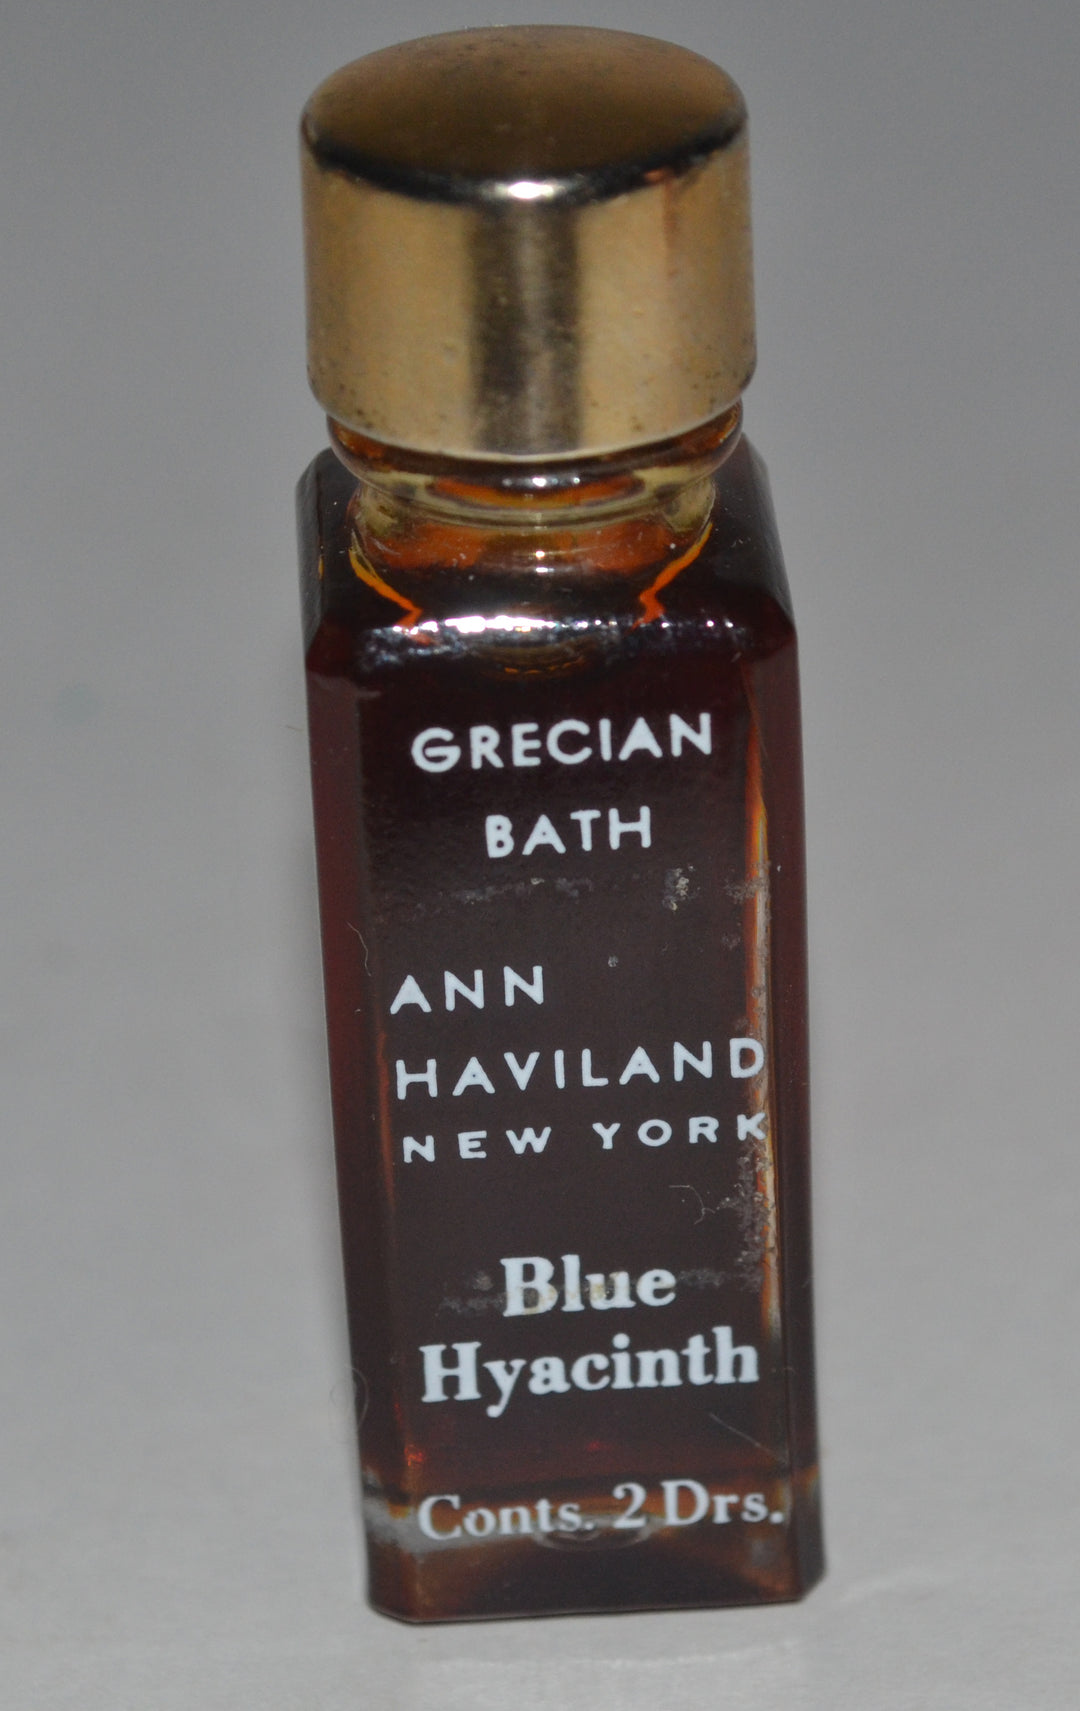 GRECIAN
BATH
ANN
HAVILAND
NEW YORK
Blue
Hyacinth
Conts. 2 Drs.